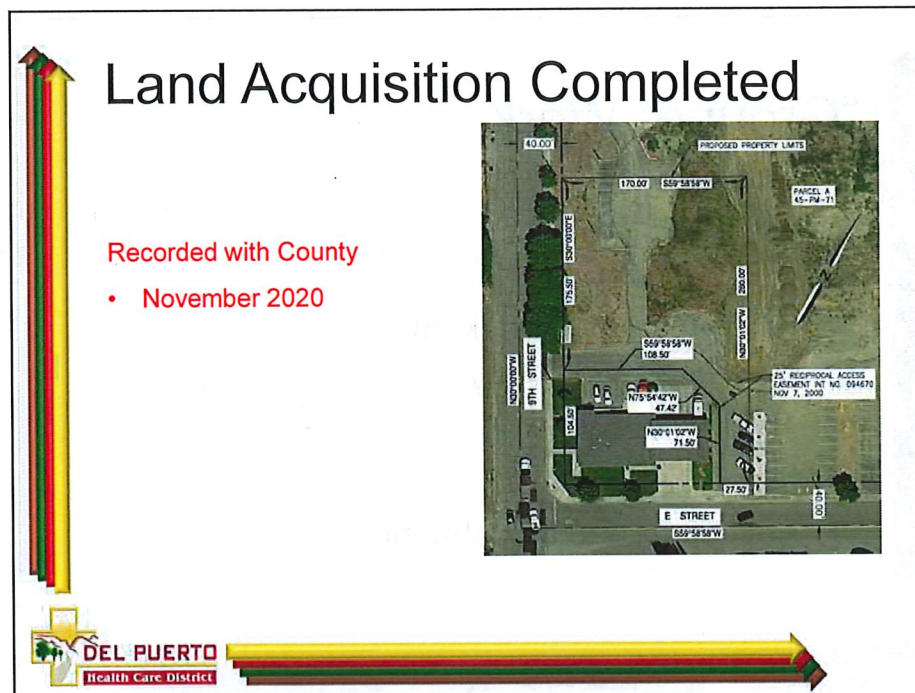 Land Acquisition Completed
Recorded with County
• November 2020
40.00'
PROPOSED PROPERTY LIMITS
170.00' S59°58'58"W
PARCEL A
45-PM-71
S30°00'00"E
175.50'
280.00'
N30°01'02"W
S59°58'58"W
108.50'
N30°00'00"W
9TH STREET
25' RECIPROCAL ACCESS
EASEMENT INT NO. 094670
NOV 7, 2000
N75°54'42"W
47.42'
104.50'
N30°01'02"W
71.50'
27.50'
40.00'
E STREET
S59°58'58"W
DEL PUERTO
Health Care District